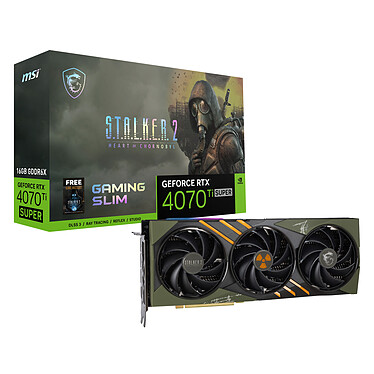 msi
S.T.A.L.K.E.R. 2
HEART OF CHORNOBYL
16GB GDDR6X
GEFORCE RTX
4070 Ti
SUPER
FREE
GAMING
SLIM
GEFORCE RTX
4070 Ti SUPER
DLSS 3 / RAY TRACING / REFLEX / STUDIO